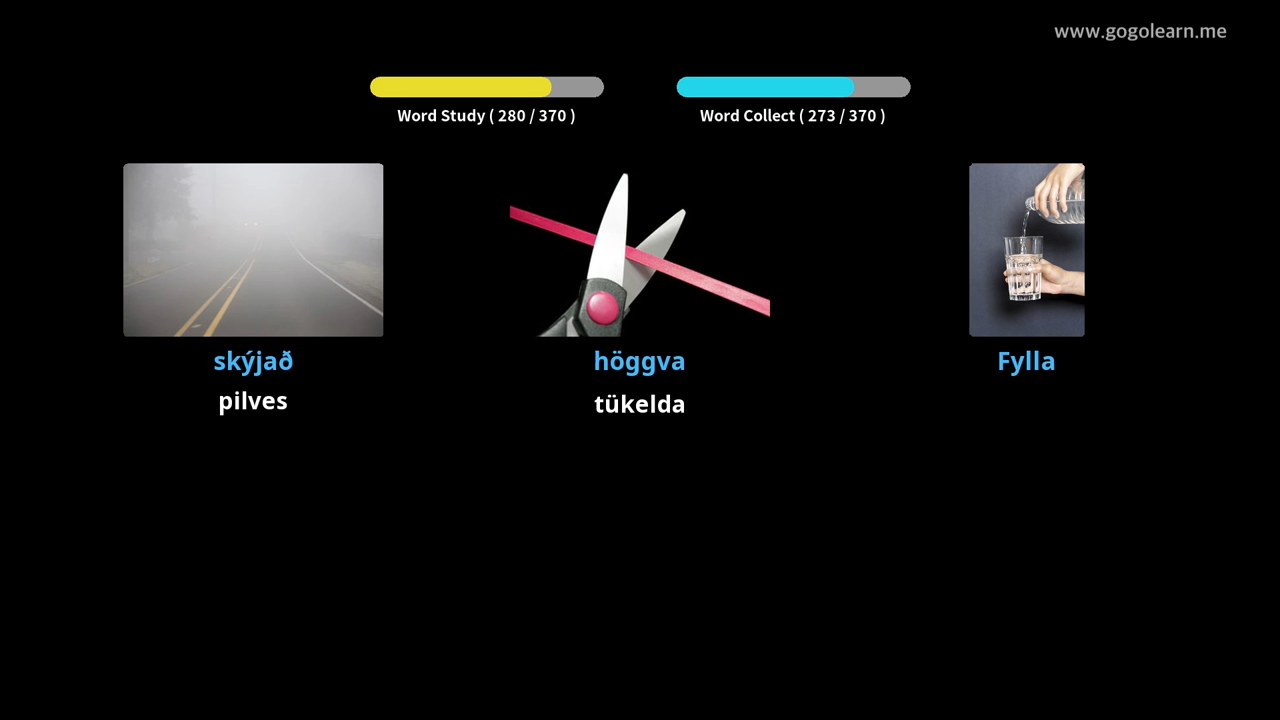 www.gogolearn.me
Word Study ( 280 / 370 )
Word Collect ( 273 / 370 )
skýjað
pilves
höggva
tükelda
Fylla